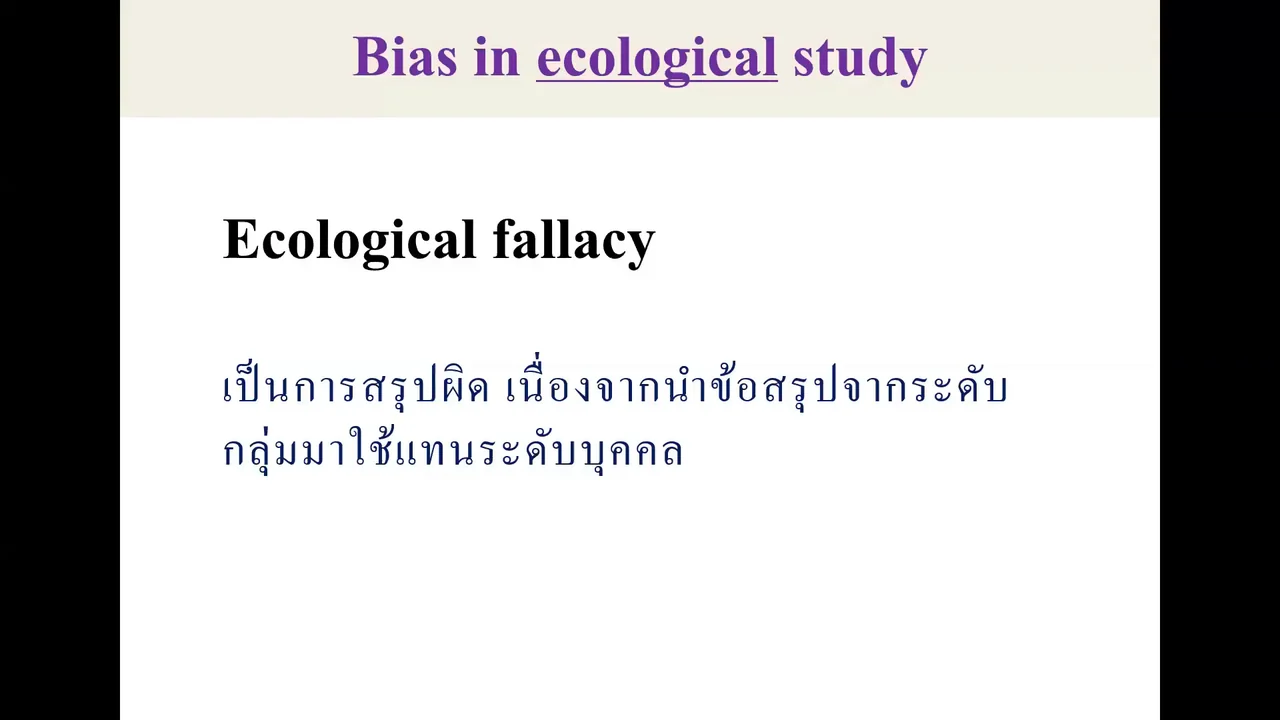 Bias in ecological study
Ecological fallacy
เป็นการสรุปผิด เนื่องจากนำข้อสรุปจากระดับ
กลุ่มมาใช้แทนระดับบุคคล